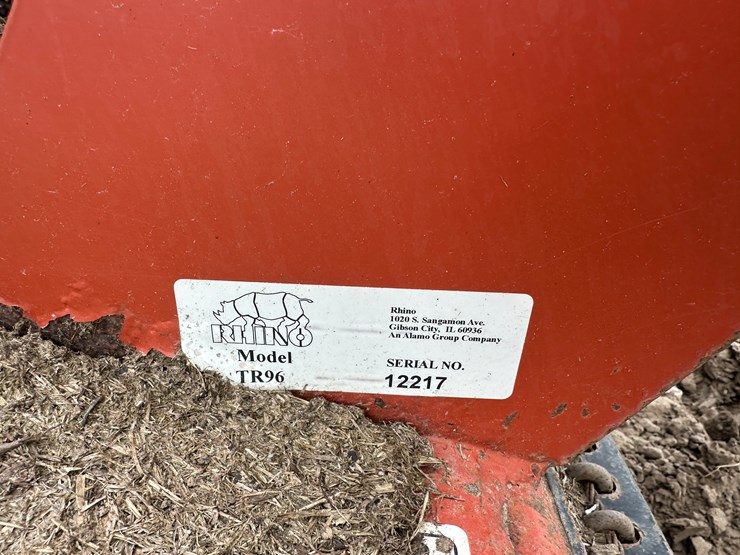 RHINO
Model
TR96
Rhino
1020 S. Sangamon Ave.
Gibson City, IL 60936
An Alamo Group Company
SERIAL NO.
12217